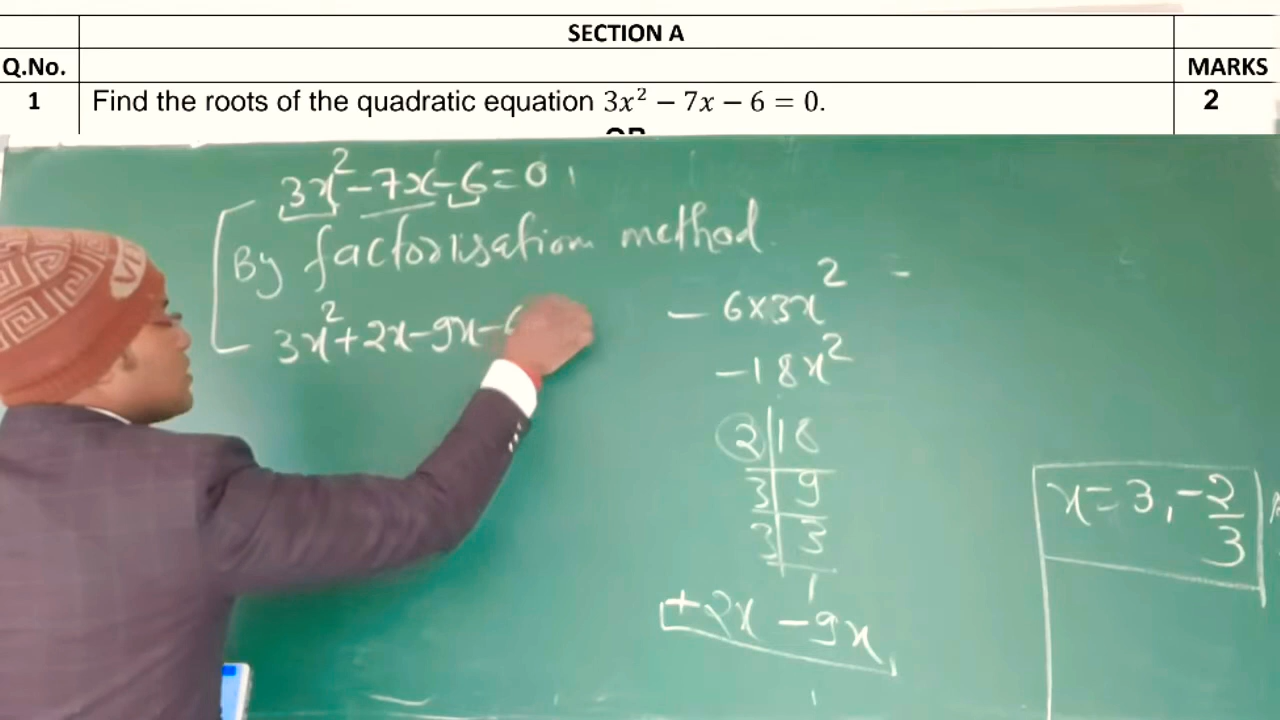 SECTION A
Q.No.
MARKS
1
Find the roots of the quadratic equation 3x² − 7x − 6 = 0.
2
3x²-7x-6=0
By factorisation method.
3x²+2x-9x-6
- 6×3x²
-18x²
2|18
3|9
3|3
1
+2x -9x
x=3, -2/3